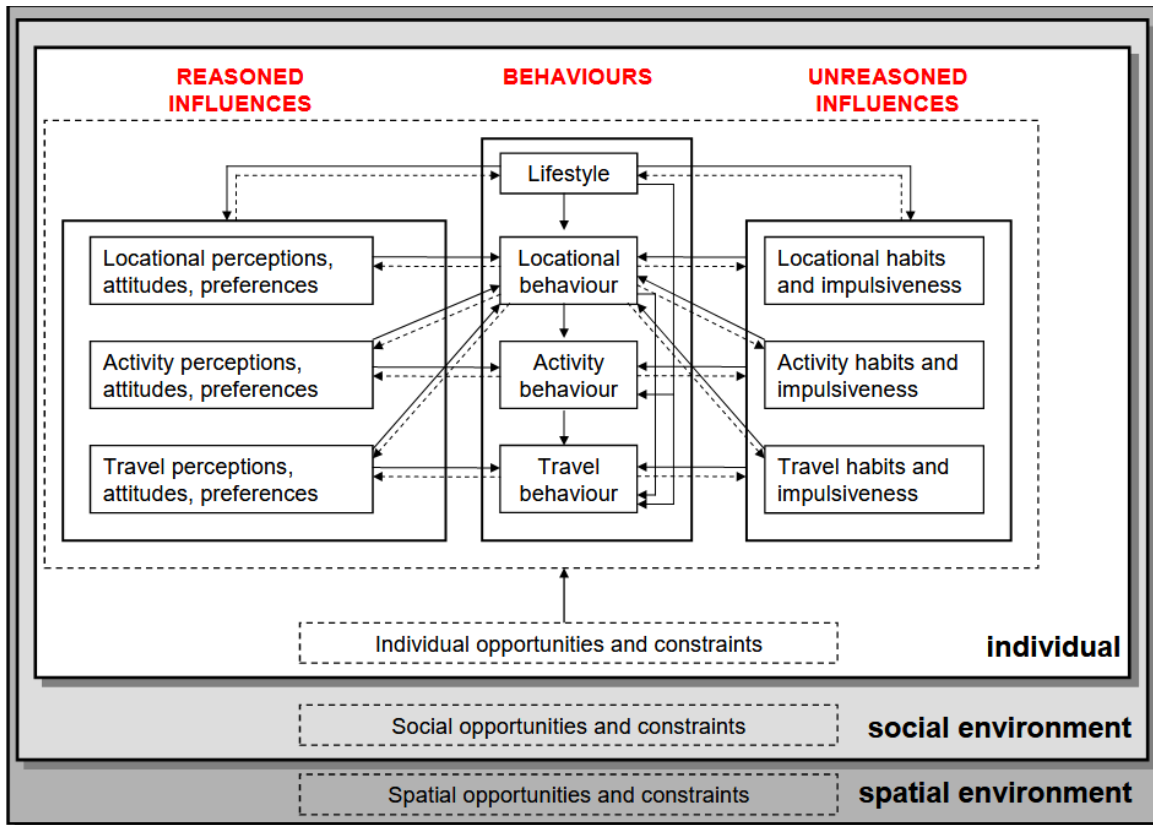 REASONED
INFLUENCES
BEHAVIOURS
UNREASONED
INFLUENCES
Lifestyle
Locational perceptions,
attitudes, preferences
Locational
behaviour
Locational habits
and impulsiveness
Activity perceptions,
attitudes, preferences
Activity
behaviour
Activity habits and
impulsiveness
Travel perceptions,
attitudes, preferences
Travel
behaviour
Travel habits and
impulsiveness
Individual opportunities and constraints
individual
Social opportunities and constraints
social environment
Spatial opportunities and constraints
spatial environment